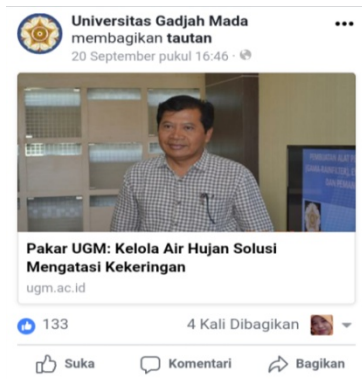 Universitas Gadjah Mada
membagikan tautan
20 September pukul 16:46 ·
Pakar UGM: Kelola Air Hujan Solusi
Mengatasi Kekeringan
ugm.ac.id
133
4 Kali Dibagikan
Suka
Komentari
Bagikan